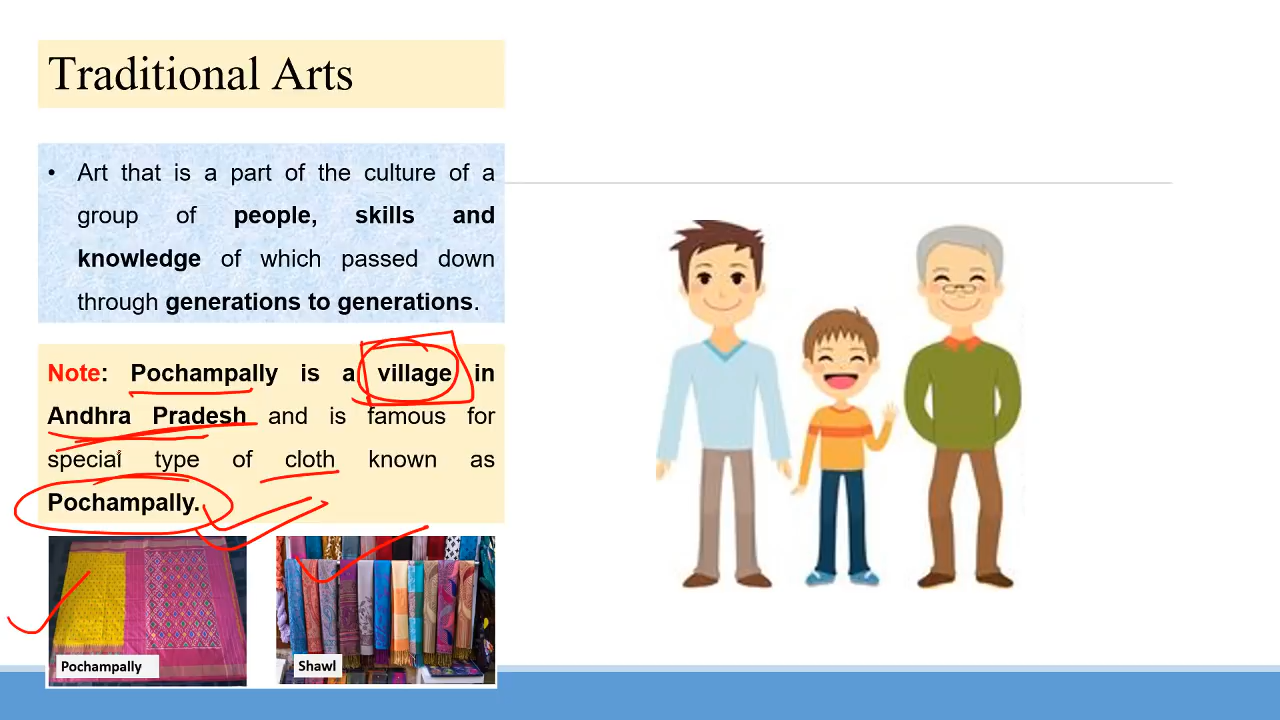 Traditional Arts
• Art that is a part of the culture of a
group of people, skills and
knowledge of which passed down
through generations to generations.
Note: Pochampally is a village in
Andhra Pradesh and is famous for
special type of cloth known as
Pochampally.
Pochampally
Shawl